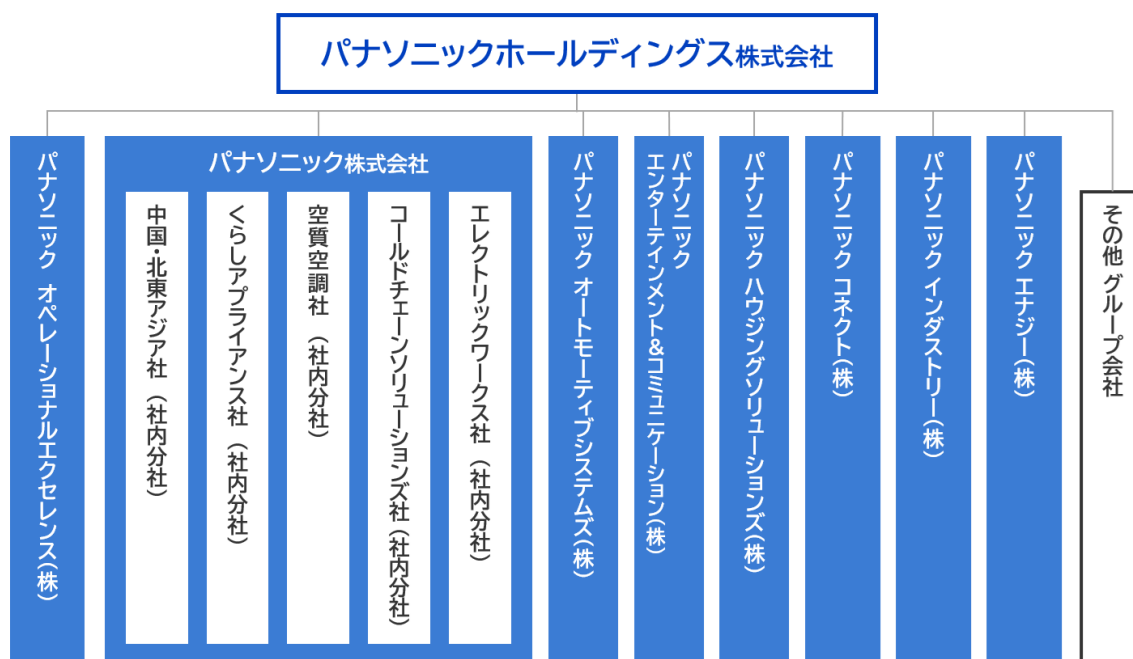 パナソニックホールディングス株式会社
パナソニック オペレーショナルエクセレンス(株)
パナソニック株式会社
中国・北東アジア社（社内分社）
くらしアプライアンス社（社内分社）
空質空調社（社内分社）
コールドチェーンソリューションズ社（社内分社）
エレクトリックワークス社（社内分社）
パナソニック オートモーティブシステムズ(株)
パナソニック
エンターテインメント&コミュニケーション(株)
パナソニック ハウジングソリューションズ(株)
パナソニック コネクト(株)
パナソニック インダストリー(株)
パナソニック エナジー(株)
その他 グループ会社